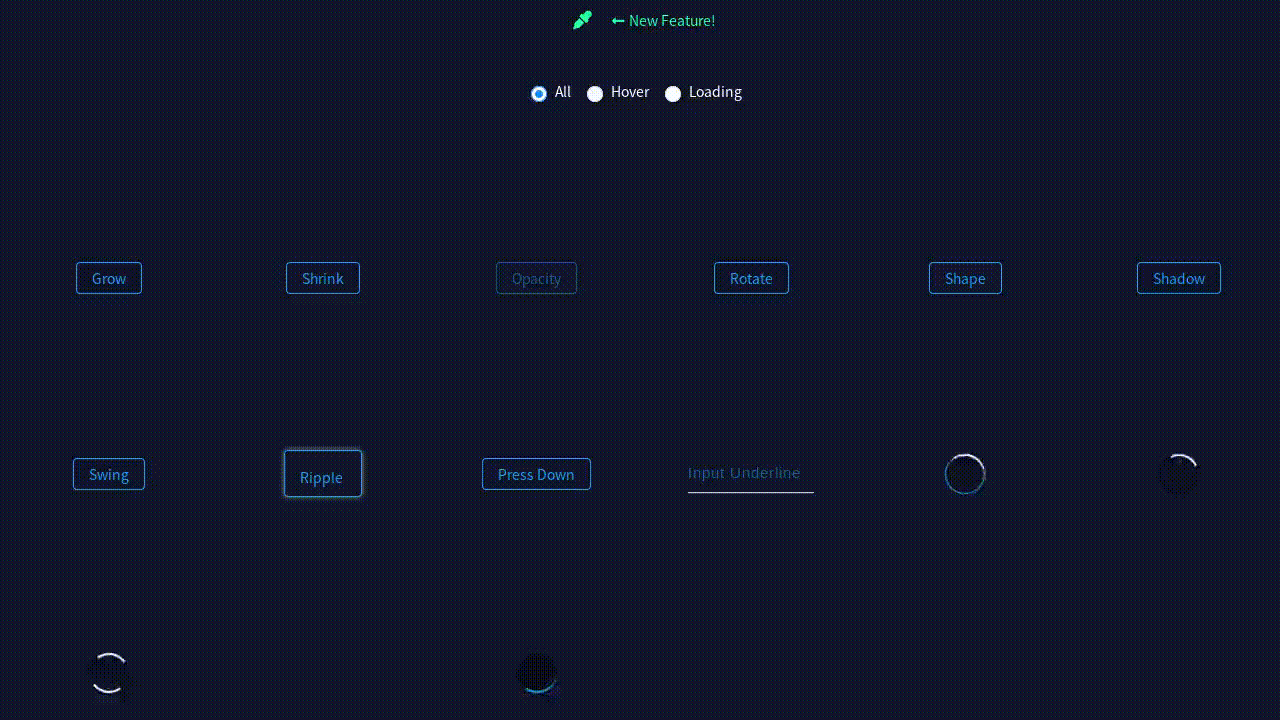 ← New Feature!
All Hover Loading
Grow Shrink Opacity Rotate Shape Shadow
Swing Ripple Press Down Input Underline